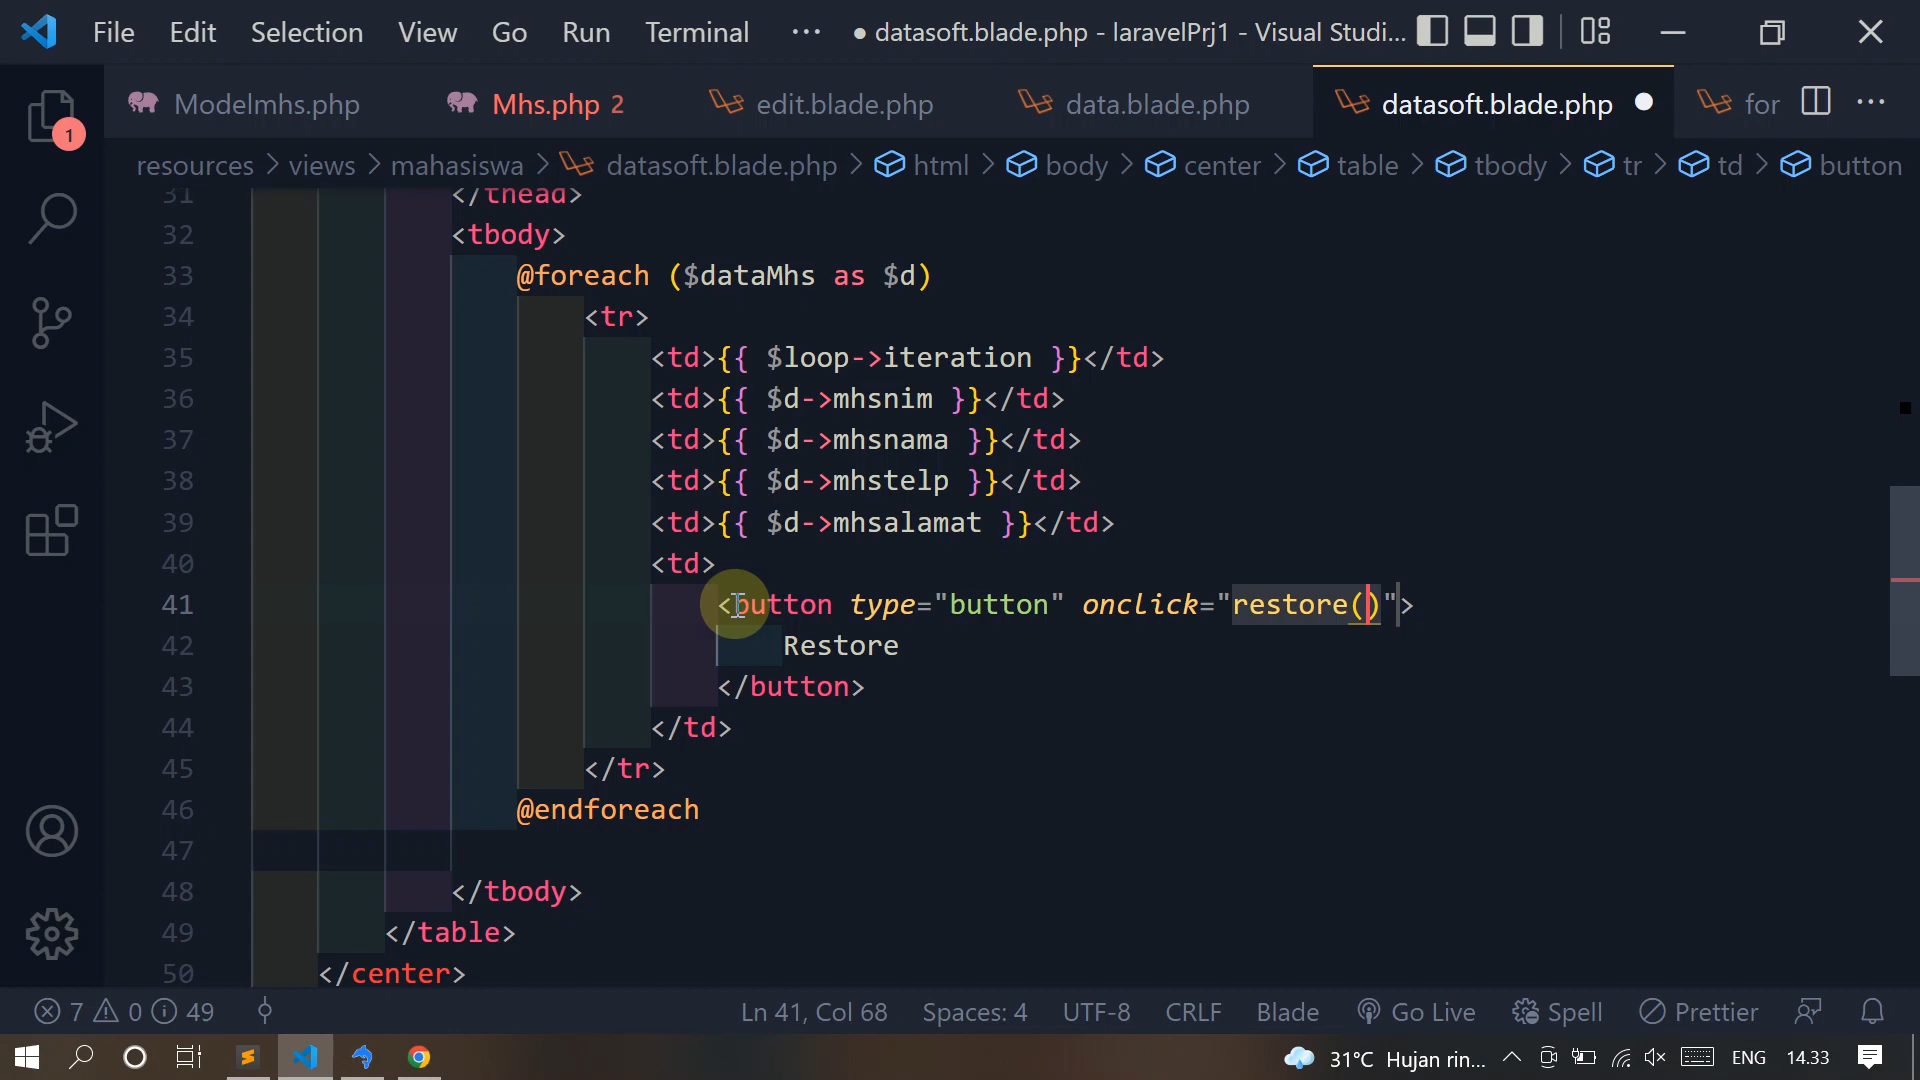 File Edit Selection View Go Run Terminal ··· ● datasoft.blade.php - laravelPrj1 - Visual Studi...
Modelmhs.php Mhs.php 2 edit.blade.php data.blade.php datasoft.blade.php ● for ···
resources > views > mahasiswa > datasoft.blade.php > html > body > center > table > tbody > tr > td > button
1
31 </thead>
32 <tbody>
33 @foreach ($dataMhs as $d)
34 <tr>
35 <td>{{ $loop->iteration }}</td>
36 <td>{{ $d->mhsnim }}</td>
37 <td>{{ $d->mhsnama }}</td>
38 <td>{{ $d->mhstelp }}</td>
39 <td>{{ $d->mhsalamat }}</td>
40 <td>
41 <button type="button" onclick="restore()">
42 Restore
43 </button>
44 </td>
45 </tr>
46 @endforeach
47
48 </tbody>
49 </table>
50 </center>
7 0 49 Ln 41, Col 68 Spaces: 4 UTF-8 CRLF Blade Go Live Spell Prettier
31°C Hujan rin... ENG 14.33